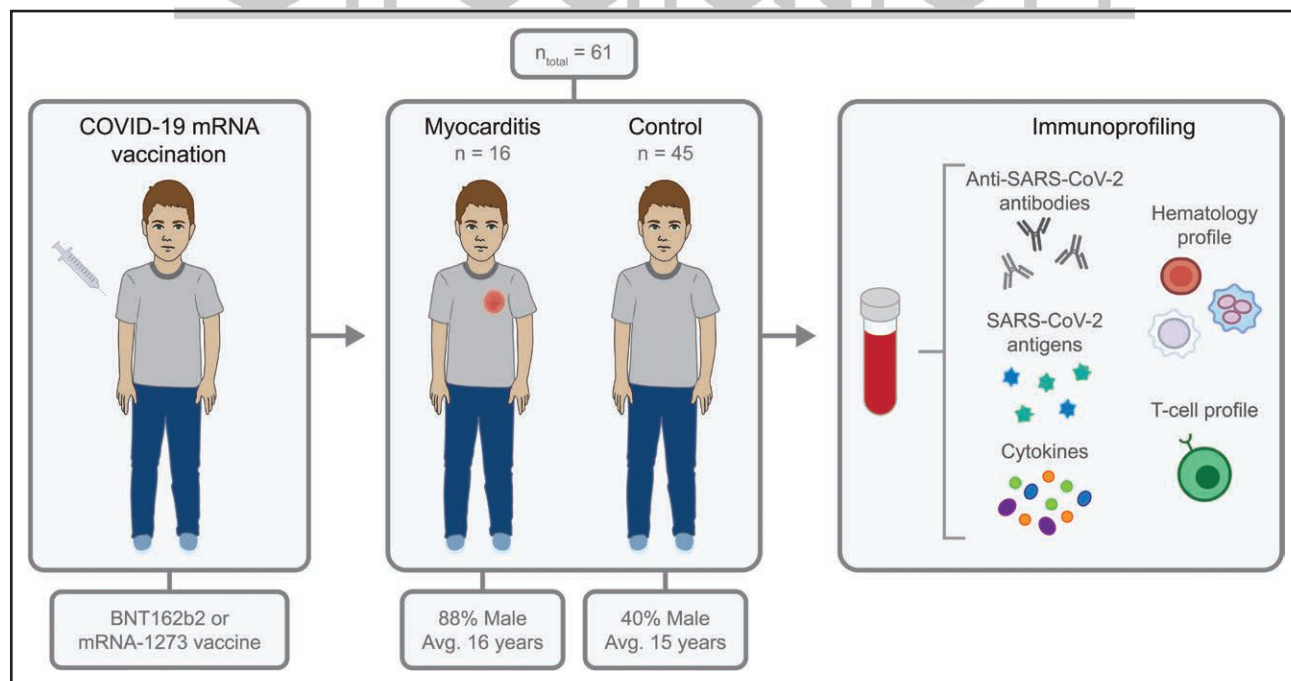 n_total = 61
COVID-19 mRNA
vaccination
BNT162b2 or
mRNA-1273 vaccine
Myocarditis
n = 16
88% Male
Avg. 16 years
Control
n = 45
40% Male
Avg. 15 years
Immunoprofiling
Anti-SARS-CoV-2
antibodies
SARS-CoV-2
antigens
Cytokines
Hematology
profile
T-cell profile